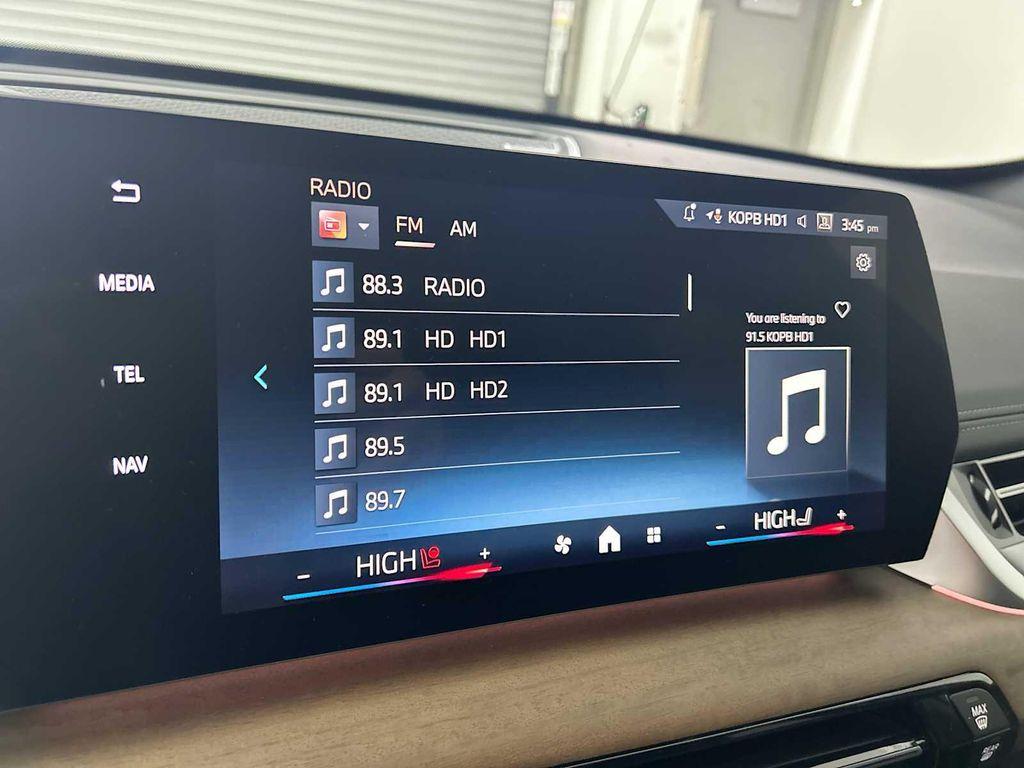 RADIO
FM AM
KOPB HD1 3:45 pm
MEDIA
TEL
NAV
88.3 RADIO
89.1 HD HD1
89.1 HD HD2
89.5
89.7
You are listening to
91.5 KOPB HD1
- HIGH +
- HIGH +
MAX
REAR